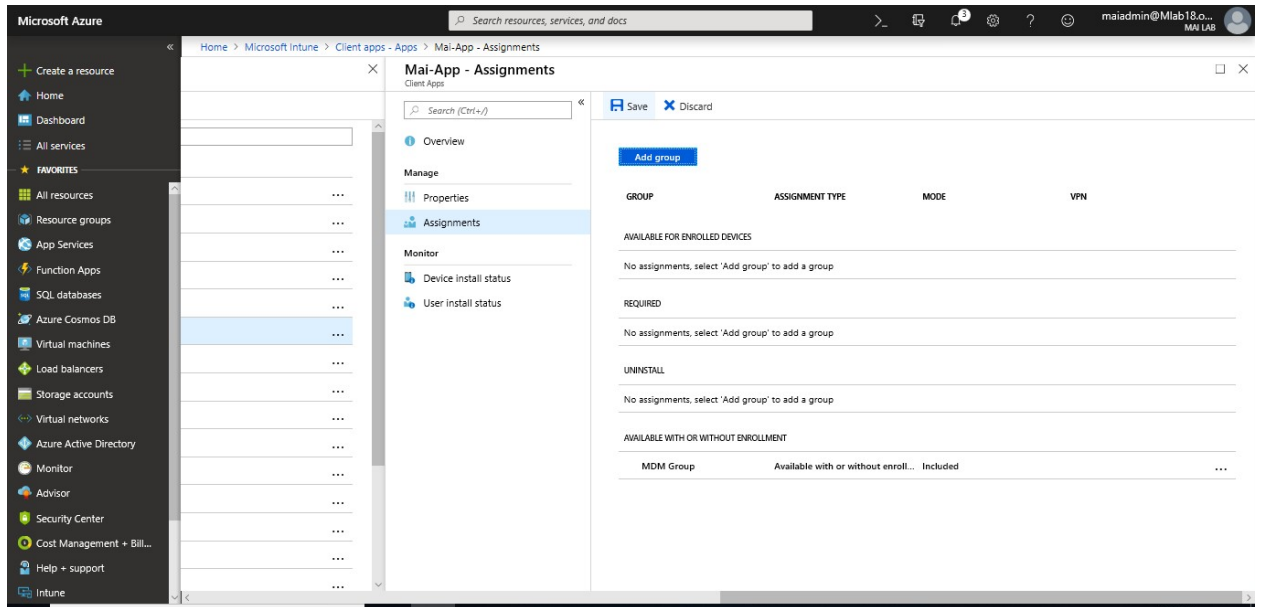 Microsoft Azure
Search resources, services, and docs
3
maiadmin@Mlab18.o...
MAI LAB
Home > Microsoft Intune > Client apps - Apps > Mai-App - Assignments
Create a resource
Home
Dashboard
All services
FAVORITES
All resources
Resource groups
App Services
Function Apps
SQL databases
Azure Cosmos DB
Virtual machines
Load balancers
Storage accounts
Virtual networks
Azure Active Directory
Monitor
Advisor
Security Center
Cost Management + Bill...
Help + support
Intune
Mai-App - Assignments
Client Apps
Search (Ctrl+/)
Overview
Manage
Properties
Assignments
Monitor
Device install status
User install status
Save Discard
Add group
GROUP ASSIGNMENT TYPE MODE VPN
AVAILABLE FOR ENROLLED DEVICES
No assignments, select 'Add group' to add a group
REQUIRED
No assignments, select 'Add group' to add a group
UNINSTALL
No assignments, select 'Add group' to add a group
AVAILABLE WITH OR WITHOUT ENROLLMENT
MDM Group Available with or without enroll... Included ...